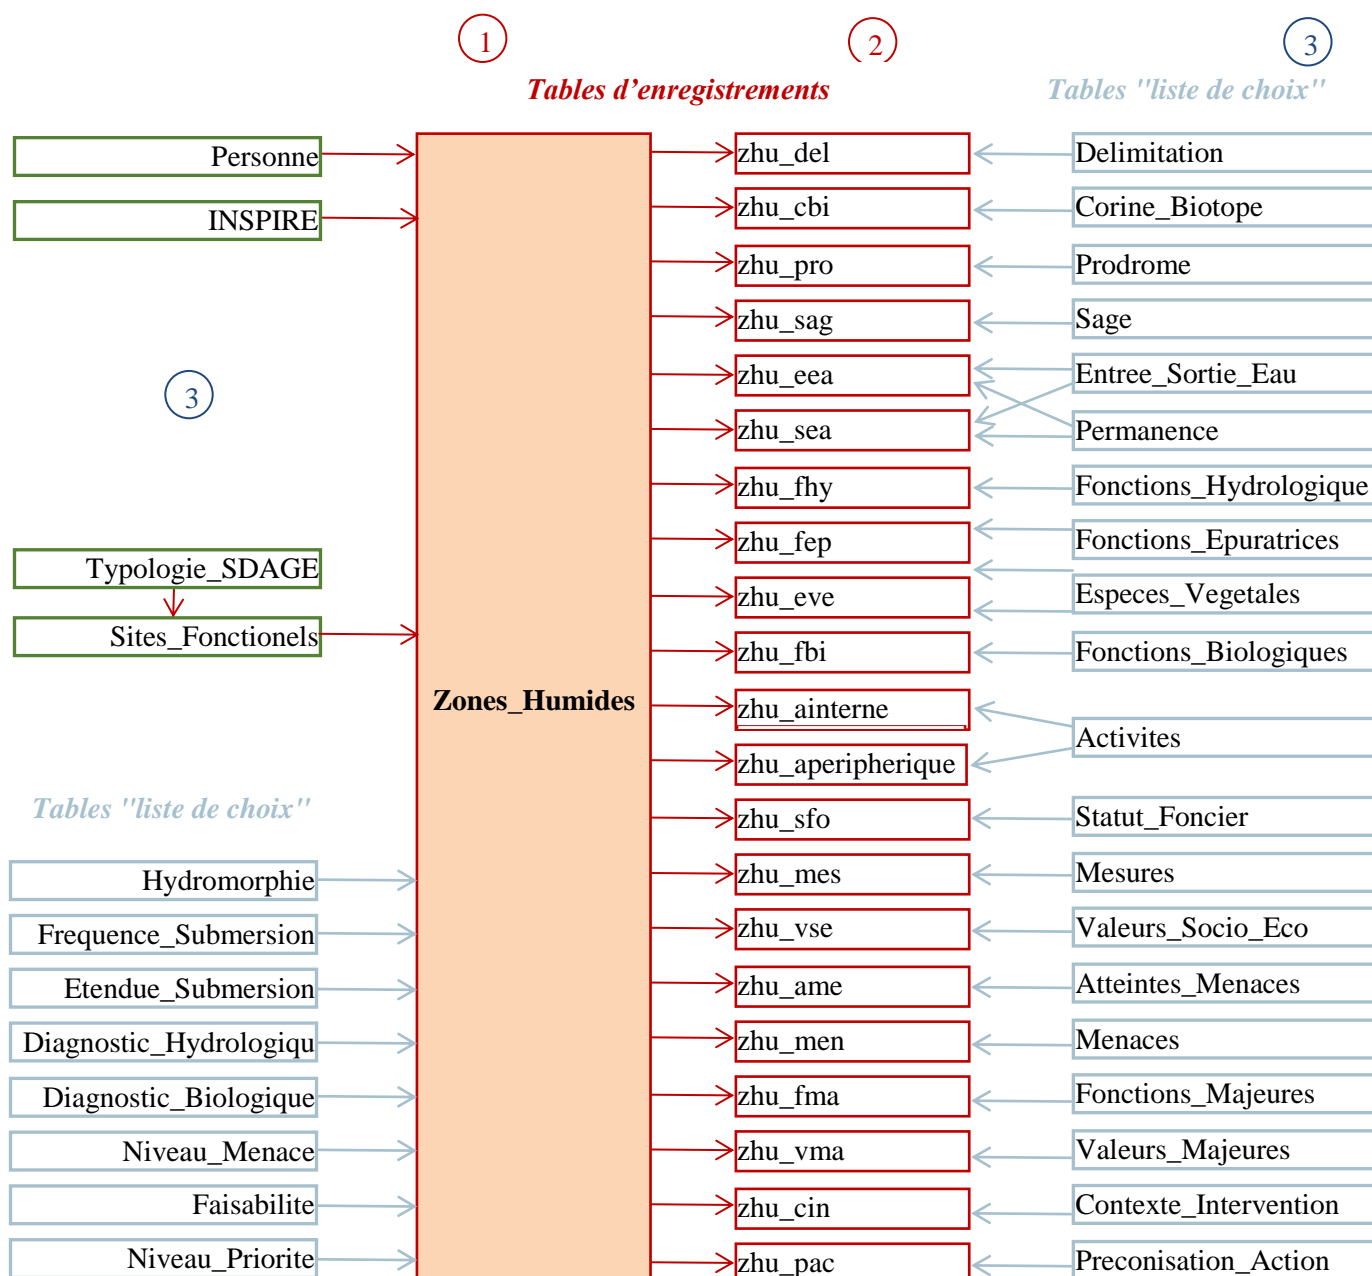 1
2
3
Tables d’enregistrements
Tables "liste de choix"
Personne
INSPIRE
3
Typologie_SDAGE
Sites_Fonctionels
Tables "liste de choix"
Hydromorphie
Frequence_Submersion
Etendue_Submersion
Diagnostic_Hydrologiqu
Diagnostic_Biologique
Niveau_Menace
Faisabilite
Niveau_Priorite
Zones_Humides
zhu_del
zhu_cbi
zhu_pro
zhu_sag
zhu_eea
zhu_sea
zhu_fhy
zhu_fep
zhu_eve
zhu_fbi
zhu_ainterne
zhu_aperipherique
zhu_sfo
zhu_mes
zhu_vse
zhu_ame
zhu_men
zhu_fma
zhu_vma
zhu_cin
zhu_pac
Delimitation
Corine_Biotope
Prodrome
Sage
Entree_Sortie_Eau
Permanence
Fonctions_Hydrologique
Fonctions_Epuratrices
Especes_Vegetales
Fonctions_Biologiques
Activites
Statut_Foncier
Mesures
Valeurs_Socio_Eco
Atteintes_Menaces
Menaces
Fonctions_Majeures
Valeurs_Majeures
Contexte_Intervention
Preconisation_Action